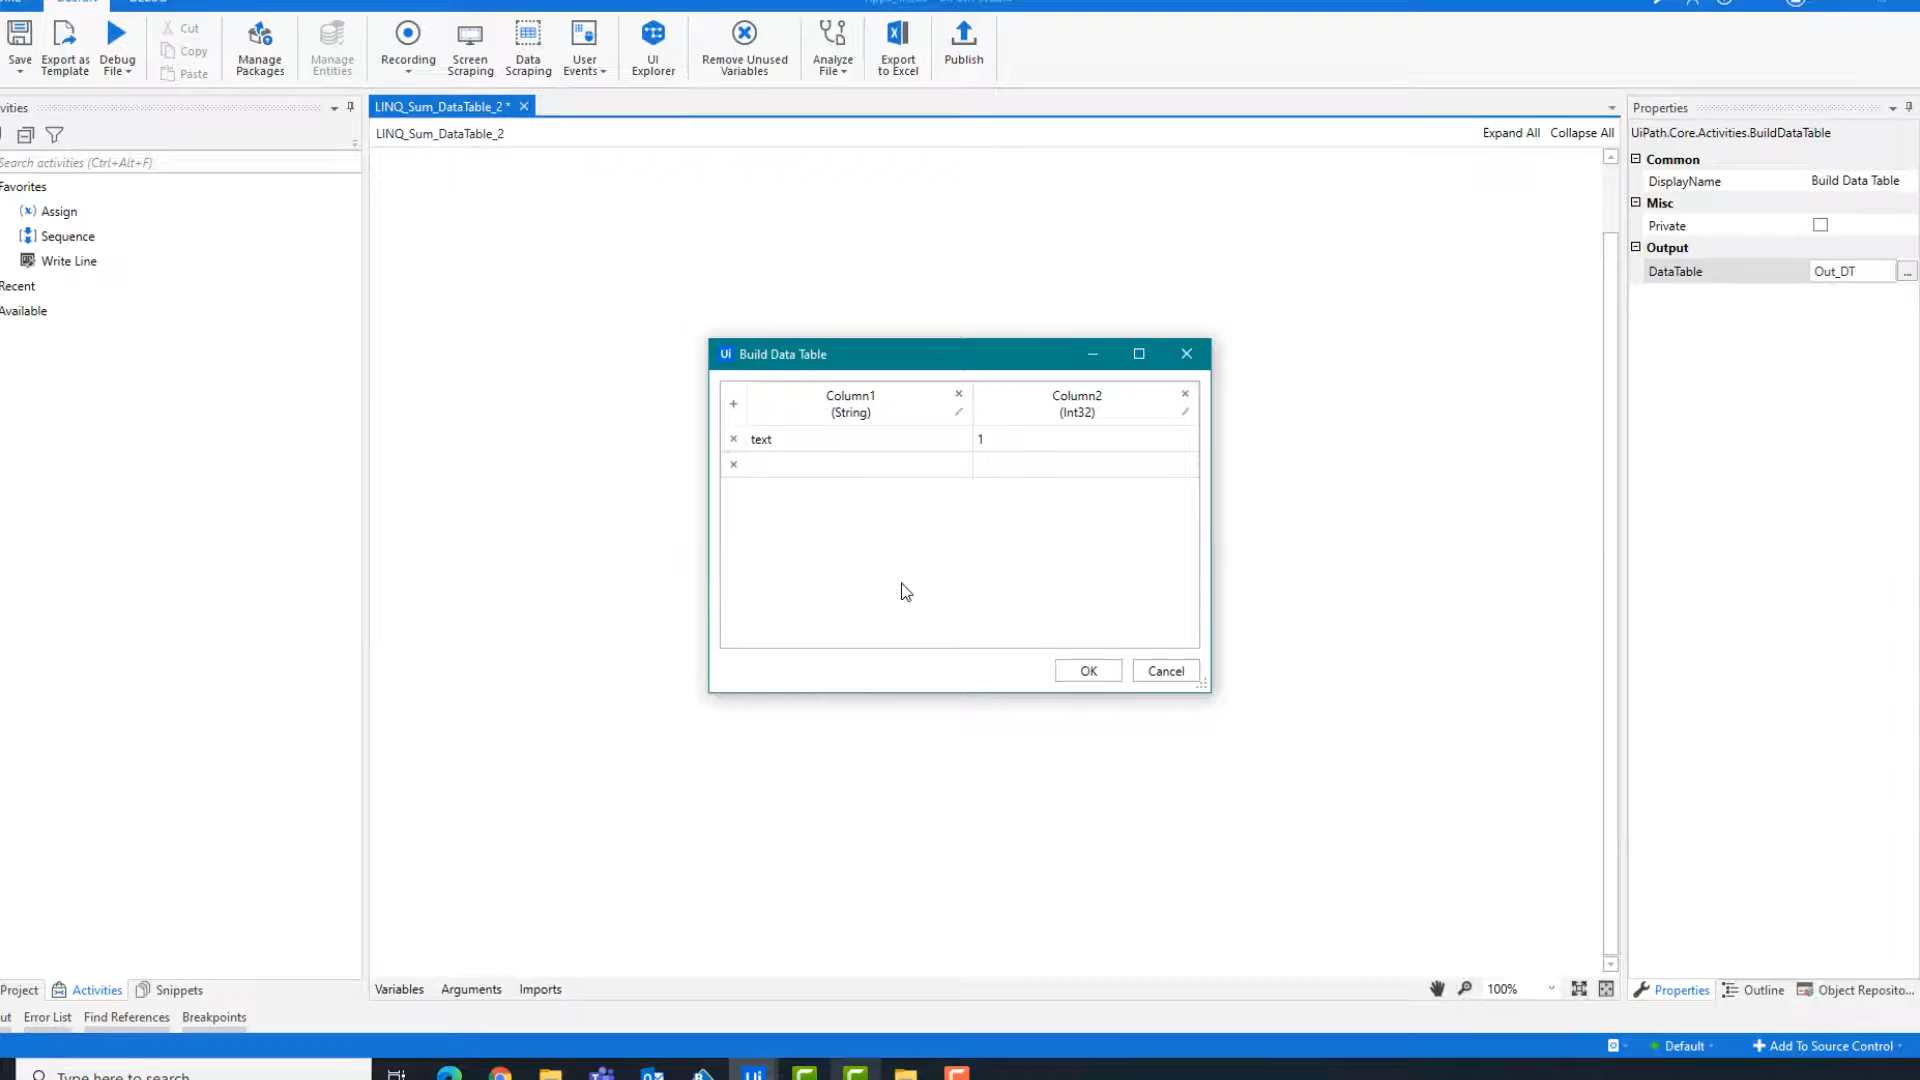 Save
Export as Template
Debug File
Cut
Copy
Paste
Manage Packages
Manage Entities
Recording
Screen Scraping
Data Scraping
User Events
UI Explorer
Remove Unused Variables
Analyze File
Export to Excel
Publish
vities
LINQ_Sum_DataTable_2 *
Properties
LINQ_Sum_DataTable_2
Expand All Collapse All
UiPath.Core.Activities.BuildDataTable
Search activities (Ctrl+Alt+F)
Common
DisplayName Build Data Table
Favorites
Misc
Assign
Private
Sequence
Output
Write Line
DataTable Out_DT ...
Recent
Available
Ui Build Data Table
Column1 (String)
Column2 (Int32)
text 1
OK Cancel
Project Activities Snippets
Variables Arguments Imports
100%
Properties Outline Object Reposito...
ut Error List Find References Breakpoints
Default Add To Source Control
Type here to search